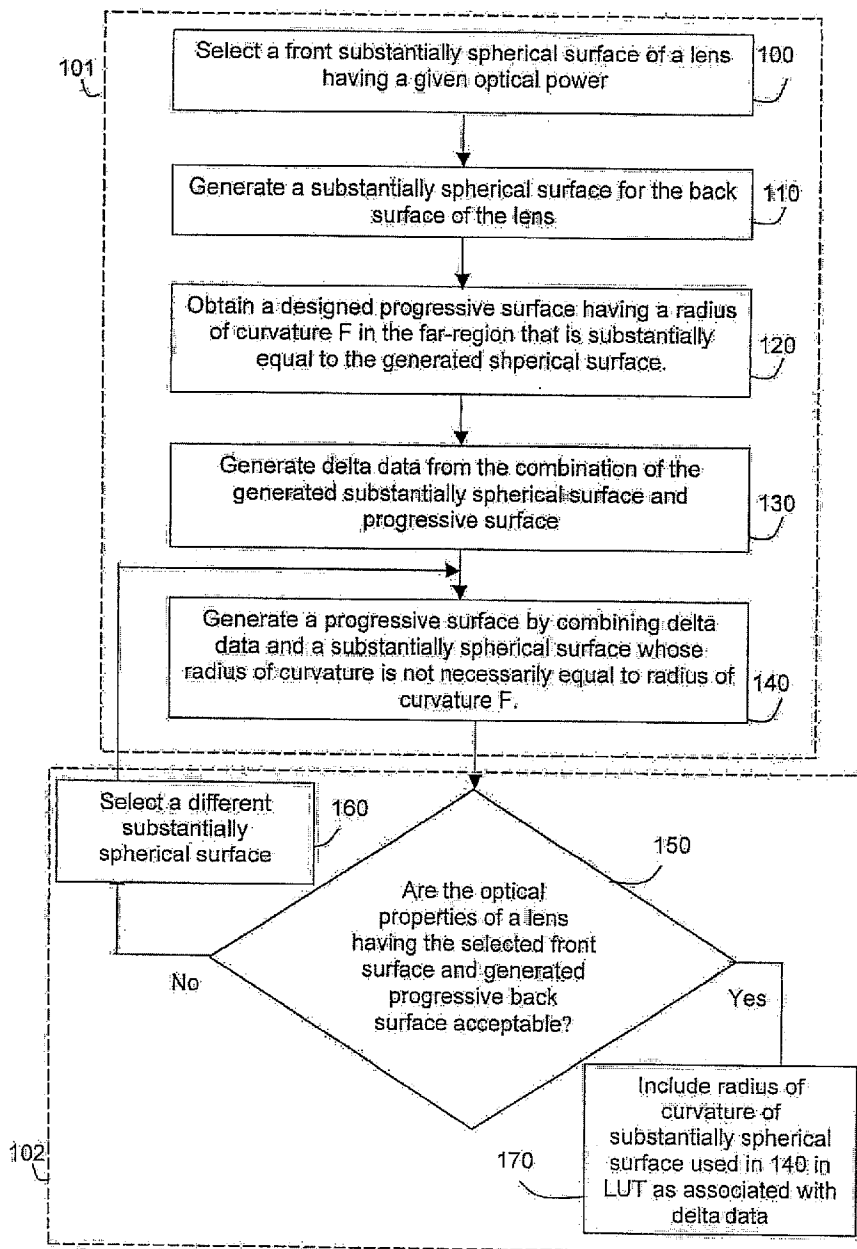 Select a front substantially spherical surface of a lens
having a given optical power
100
101
Generate a substantially spherical surface for the back
surface of the lens
110
Obtain a designed progressive surface having a radius
of curvature F in the far-region that is substantially
equal to the generated shperical surface.
120
Generate delta data from the combination of the
generated substantially spherical surface and
progressive surface
130
Generate a progressive surface by combining delta
data and a substantially spherical surface whose
radius of curvature is not necessarily equal to radius of
curvature F.
140
Select a different
substantially
spherical surface
160
150
Are the optical
properties of a lens
having the selected front
surface and generated
progressive back
surface acceptable?
No
Yes
Include radius of
curvature of
substantially spherical
surface used in 140 in
LUT as associated with
delta data
170
102